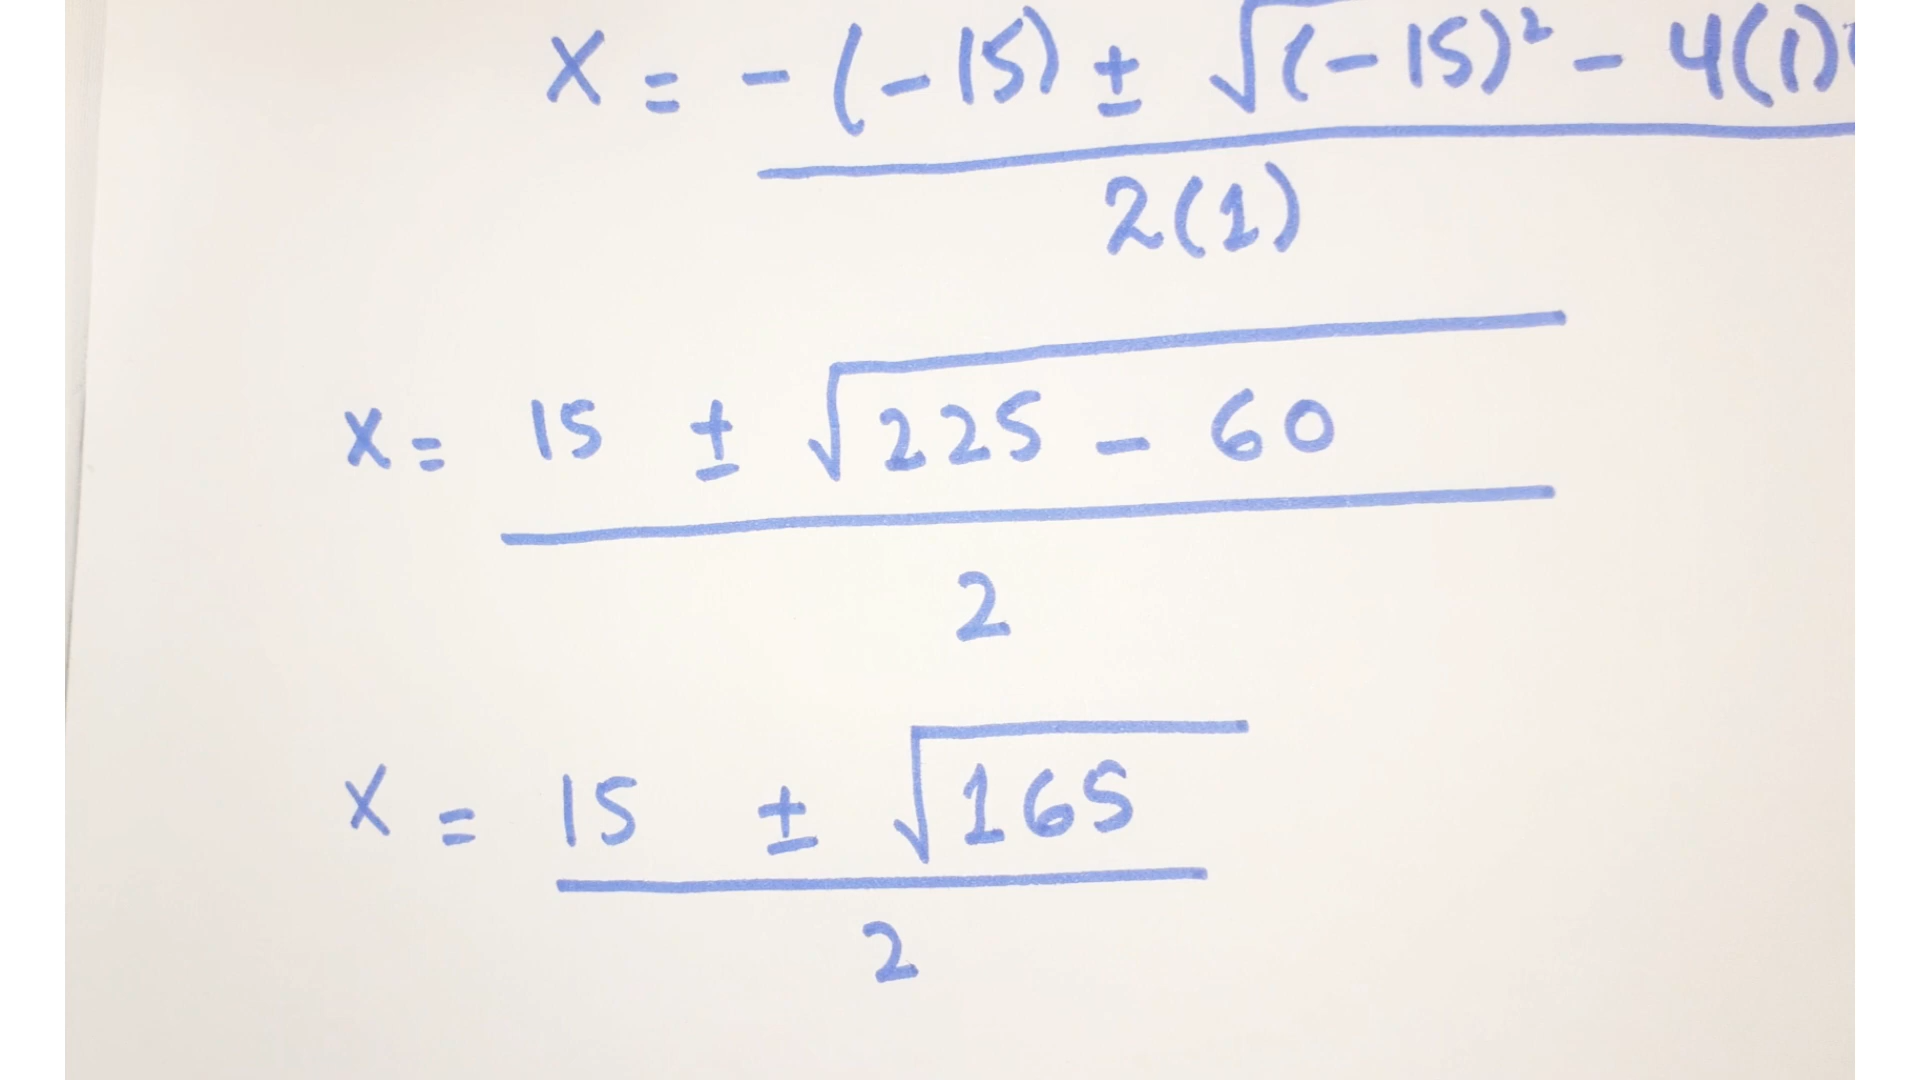 x = -(-15) ± √(-15)² - 4(1)
2(1)
x = 15 ± √225 - 60
2
x = 15 ± √165
2